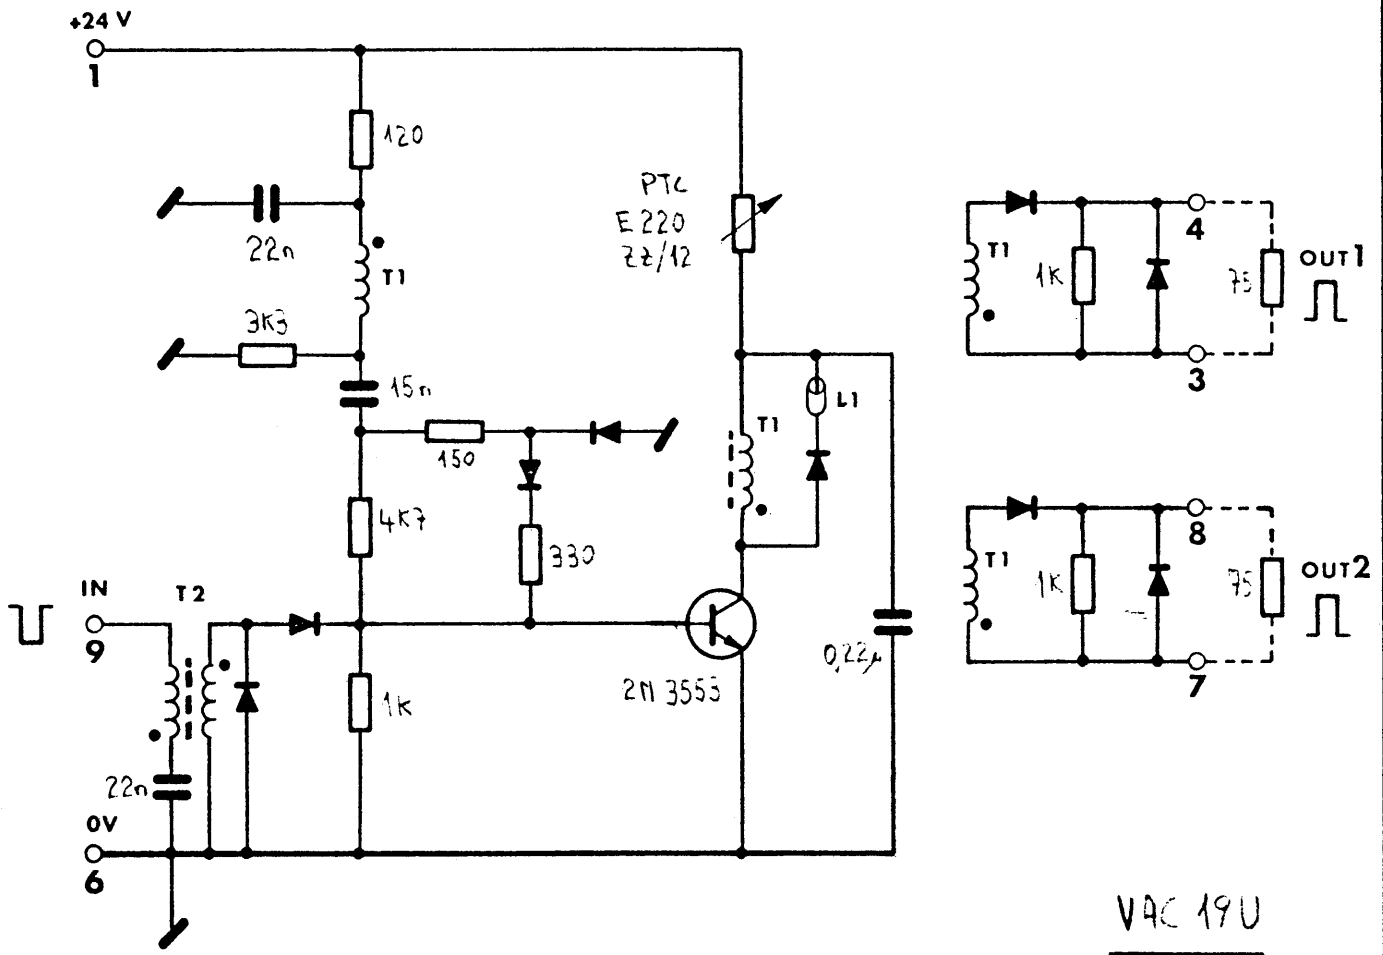 +24 V
1
120
22n
T1
3K3
15n
150
4K7
330
IN
9
T2
1K
22n
0V
6
PTC
E 220
ZZ/12
T1
L1
2N 3553
0,22µ
T1
1K
4
3
75
OUT1
T1
1K
8
7
75
OUT2
VAC 19U